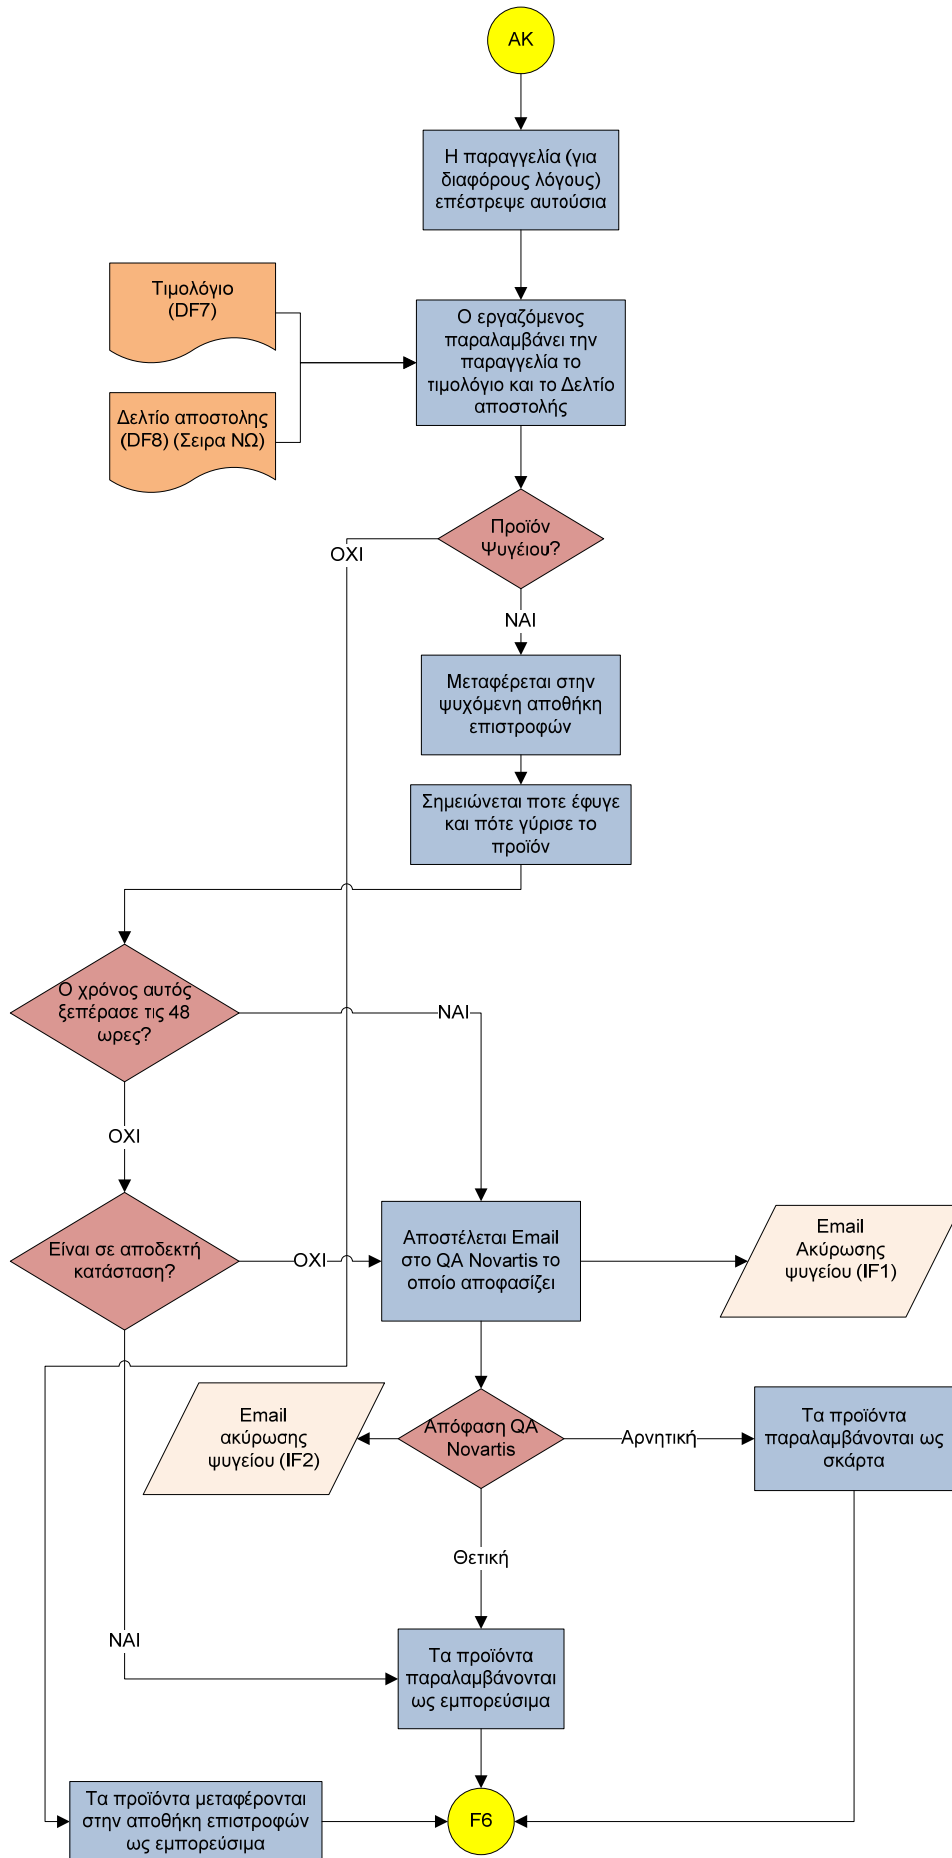 ΑΚ
Η παραγγελία (για
διαφόρους λόγους)
επέστρεψε αυτούσια
Τιμολόγιο
(DF7)
Ο εργαζόμενος
παραλαμβάνει την
παραγγελία το
τιμολόγιο και το Δελτίο
αποστολής
Δελτίο αποστολης
(DF8) (Σειρα ΝΩ)
Προϊόν
Ψυγέιου?
ΟΧΙ
ΝΑΙ
Μεταφέρεται στην
ψυχόμενη αποθήκη
επιστροφών
Σημειώνεται ποτε έφυγε
και πότε γύρισε το
προϊόν
Ο χρόνος αυτός
ξεπέρασε τις 48
ωρες?
ΝΑΙ
ΟΧΙ
Είναι σε αποδεκτή
κατάσταση?
ΟΧΙ
Αποστέλεται Email
στο QA Novartis το
οποίο αποφασίζει
Email
Ακύρωσης
ψυγείου (IF1)
Email
ακύρωσης
ψυγείου (IF2)
Απόφαση QA
Novartis
Αρνητική
Τα προϊόντα
παραλαμβάνονται ως
σκάρτα
Θετική
ΝΑΙ
Τα προϊόντα
παραλαμβάνονται
ως εμπορεύσιμα
Τα προϊόντα μεταφέρονται
στην αποθήκη επιστροφών
ως εμπορεύσιμα
F6